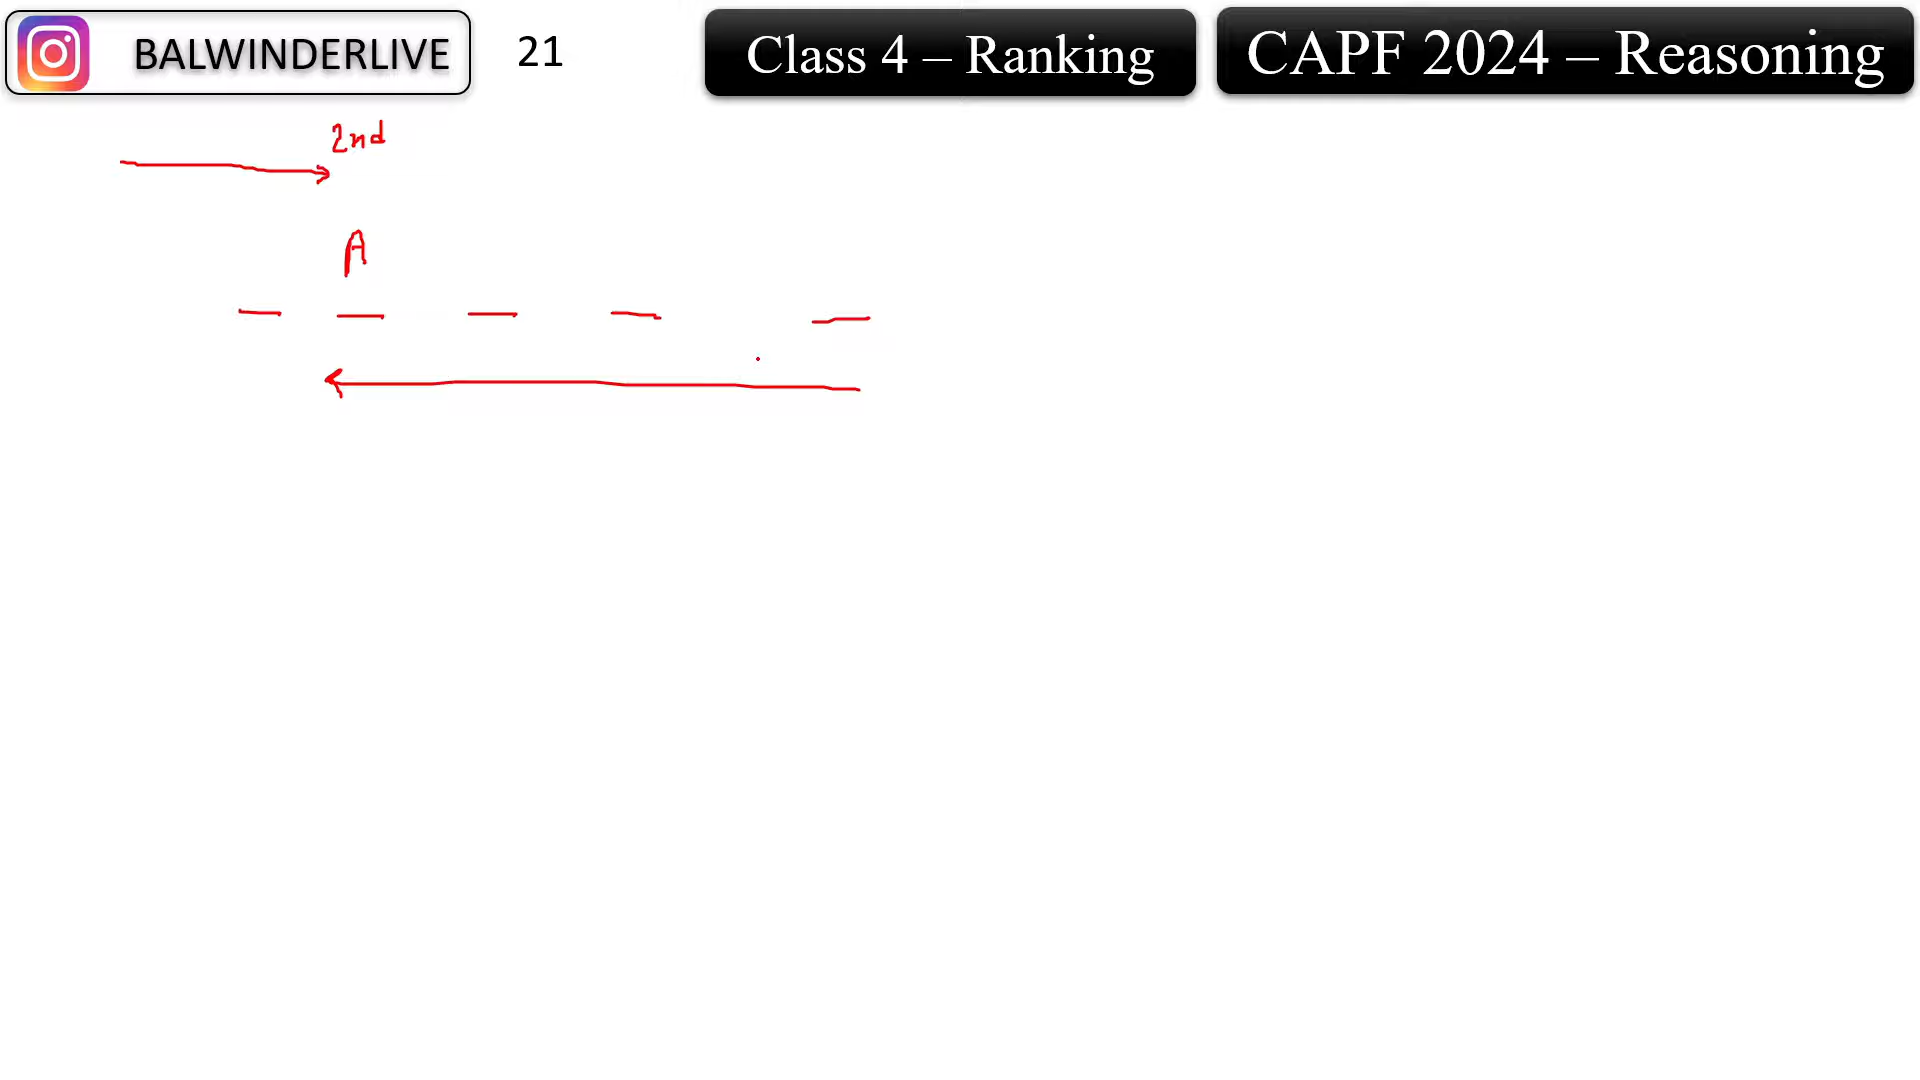 BALWINDERLIVE 21 Class 4 – Ranking CAPF 2024 – Reasoning
2nd
A